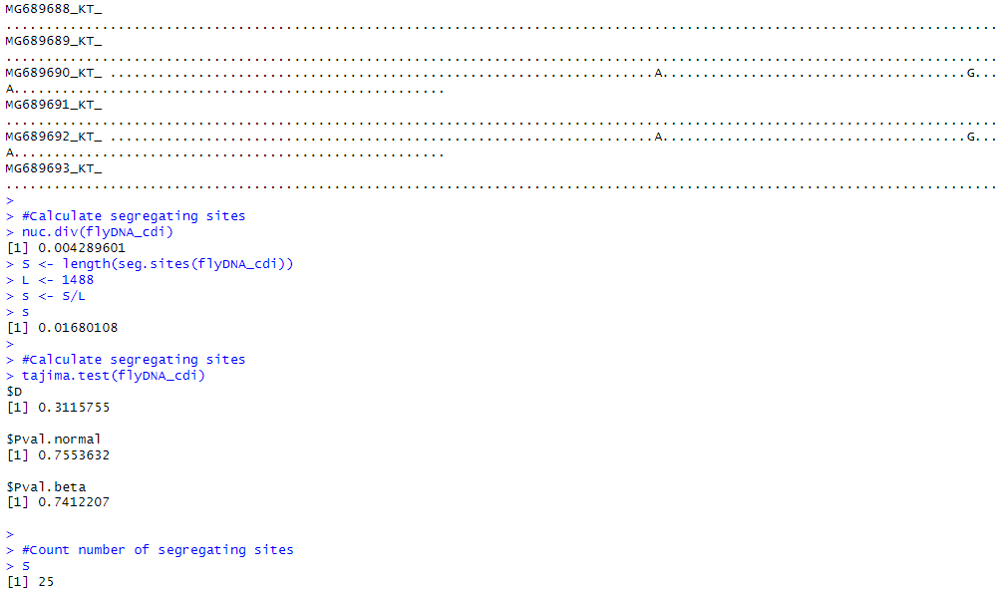 MG689688_KT_
.............................................................................................................................
MG689689_KT_
.............................................................................................................................
MG689690_KT_ .....................................................................A......................................G...
A......................................................
MG689691_KT_
.............................................................................................................................
MG689692_KT_ .....................................................................A......................................G...
A......................................................
MG689693_KT_
.............................................................................................................................
>
> #Calculate segregating sites
> nuc.div(flyDNA_cdi)
[1] 0.004289601
> S <- length(seg.sites(flyDNA_cdi))
> L <- 1488
> s <- S/L
> s
[1] 0.01680108
>
> #Calculate segregating sites
> tajima.test(flyDNA_cdi)
$D
[1] 0.3115755

$Pval.normal
[1] 0.7553632

$Pval.beta
[1] 0.7412207

>
> #Count number of segregating sites
> S
[1] 25